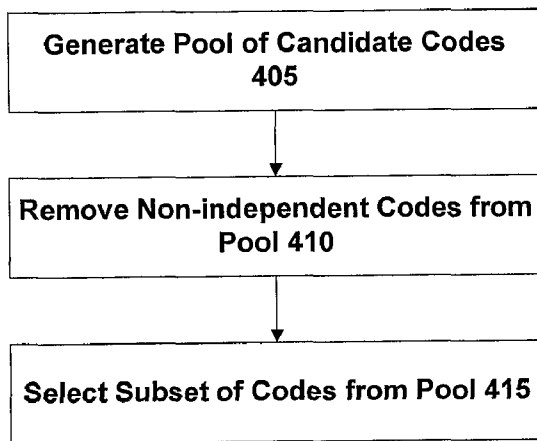 Generate Pool of Candidate Codes
405
Remove Non-independent Codes from
Pool 410
Select Subset of Codes from Pool 415